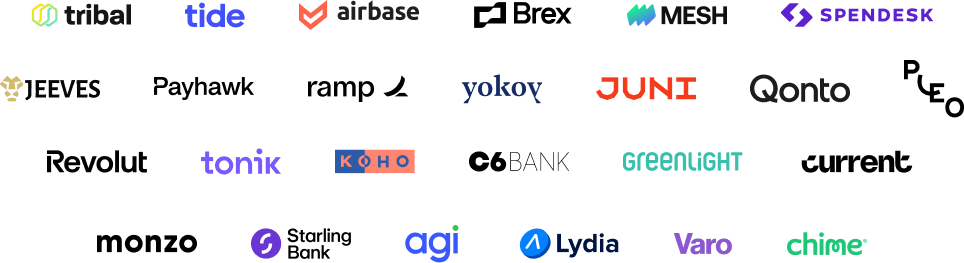 tribal tide airbase Brex MESH SPENDESK
JEEVES Payhawk ramp yokoy JUNI Qonto PLEO
Revolut tonik KOHO C6BANK GReenLiGHT current
monzo Starling Bank agi Lydia Varo chime®